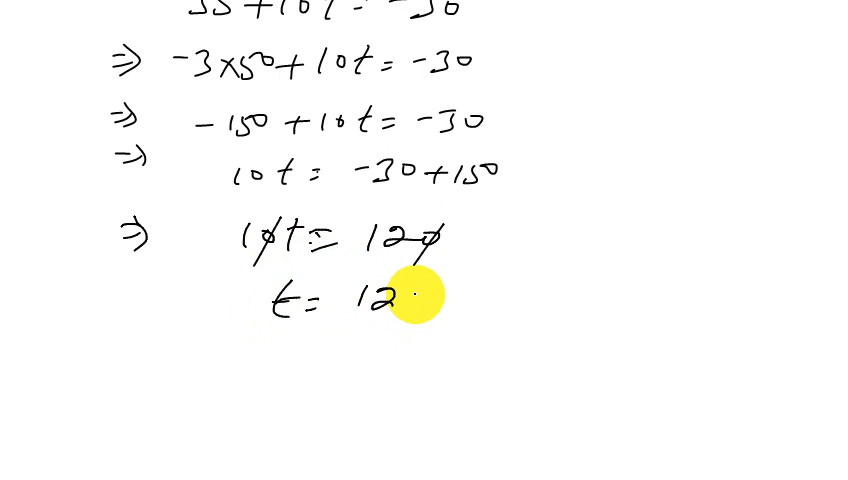 ⇒ -3×50+10t = -30
⇒ -150 + 10t = -30
⇒ 10t = -30+150
⇒ 10t = 120
t = 12